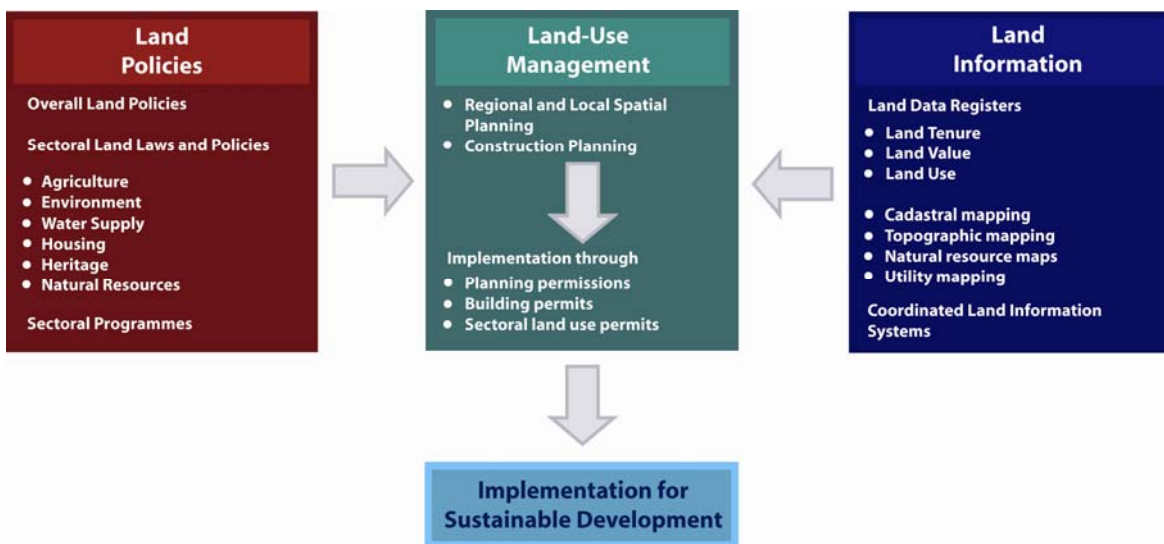 Land
Policies
Overall Land Policies
Sectoral Land Laws and Policies
• Agriculture
• Environment
• Water Supply
• Housing
• Heritage
• Natural Resources
Sectoral Programmes
Land-Use
Management
• Regional and Local Spatial
Planning
• Construction Planning
Implementation through
• Planning permissions
• Building permits
• Sectoral land use permits
Land
Information
Land Data Registers
• Land Tenure
• Land Value
• Land Use
• Cadastral mapping
• Topographic mapping
• Natural resource maps
• Utility mapping
Coordinated Land Information
Systems
Implementation for
Sustainable Development